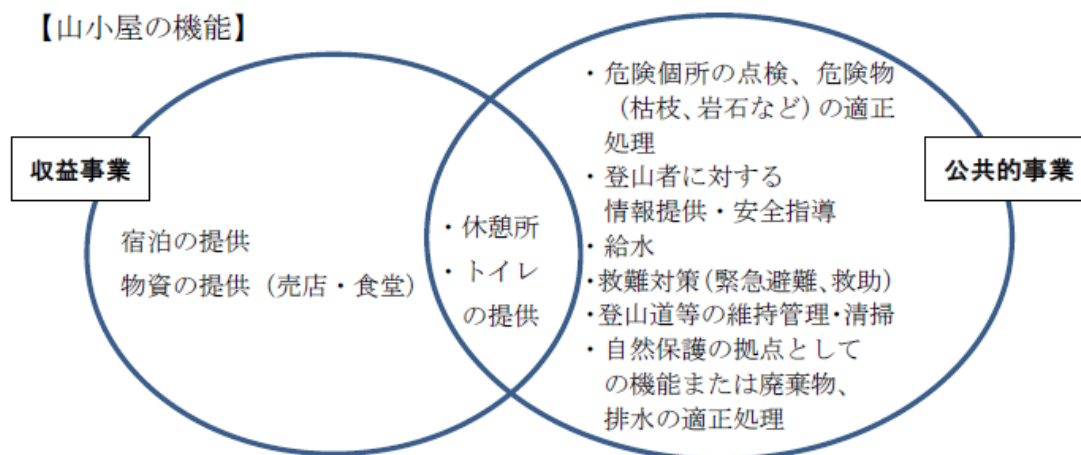 【山小屋の機能】
収益事業
宿泊の提供
物資の提供（売店・食堂）
・休憩所
・トイレ
の提供
公共的事業
・危険個所の点検、危険物
（枯枝、岩石など）の適正
処理
・登山者に対する
情報提供・安全指導
・給水
・救難対策（緊急避難、救助）
・登山道等の維持管理・清掃
・自然保護の拠点として
の機能または廃棄物、
排水の適正処理